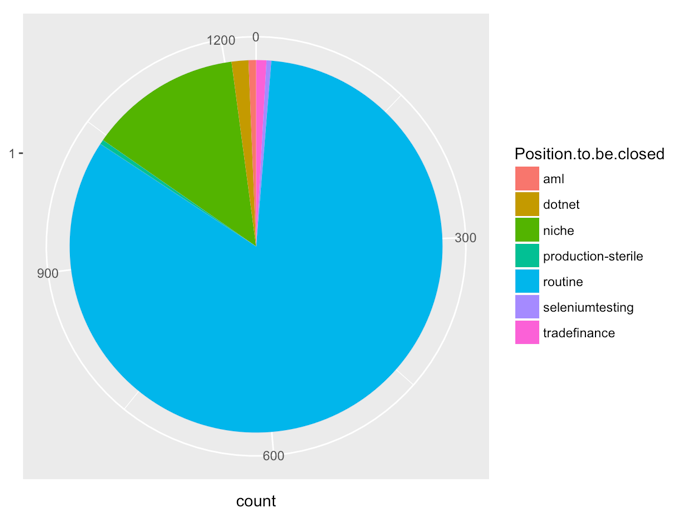 1200
0
1
300
900
600
count
Position.to.be.closed
aml
dotnet
niche
production-sterile
routine
seleniumtesting
tradefinance